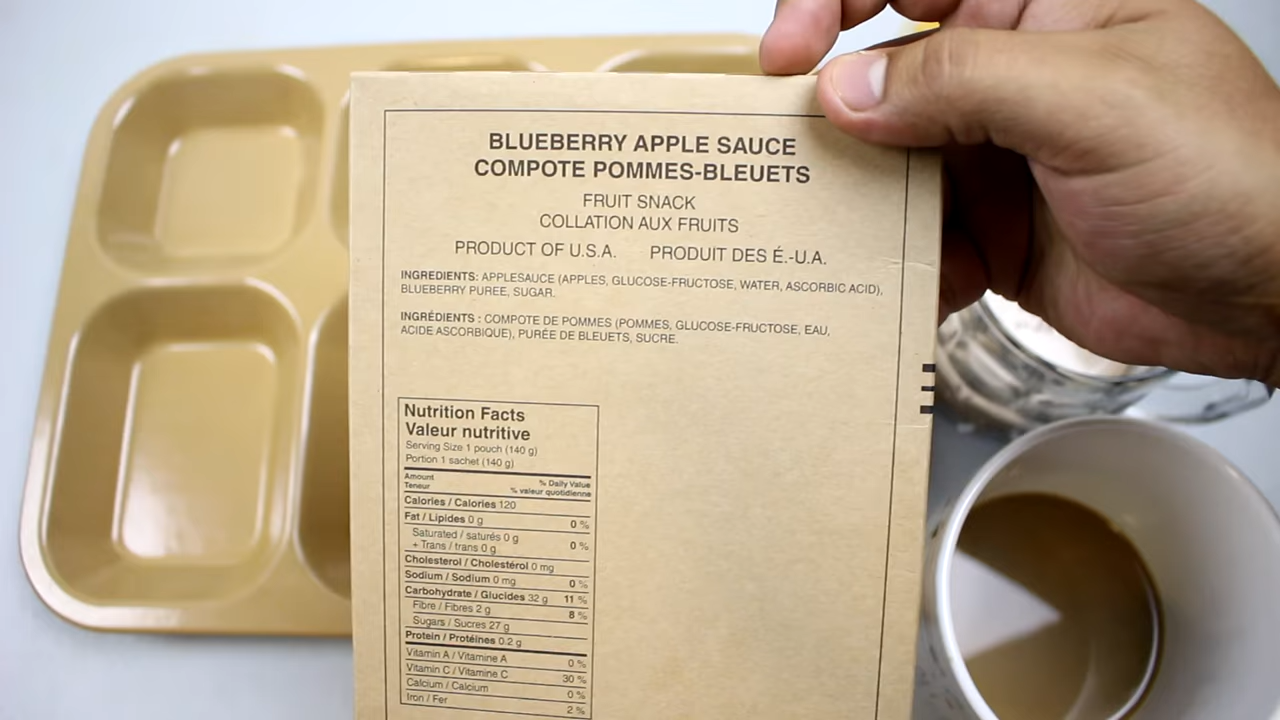 BLUEBERRY APPLE SAUCE
COMPOTE POMMES-BLEUETS
FRUIT SNACK
COLLATION AUX FRUITS
PRODUCT OF U.S.A. PRODUIT DES É.-U.A.
INGREDIENTS: APPLESAUCE (APPLES, GLUCOSE-FRUCTOSE, WATER, ASCORBIC ACID),
BLUEBERRY PUREE, SUGAR.
INGRÉDIENTS : COMPOTE DE POMMES (POMMES, GLUCOSE-FRUCTOSE, EAU,
ACIDE ASCORBIQUE), PURÉE DE BLEUETS, SUCRE.
Nutrition Facts
Valeur nutritive
Serving Size 1 pouch (140 g)
Portion 1 sachet (140 g)
Amount % Daily Value
Teneur % valeur quotidienne
Calories / Calories 120
Fat / Lipides 0 g 0 %
Saturated / saturés 0 g
+ Trans / trans 0 g 0 %
Cholesterol / Cholestérol 0 mg
Sodium / Sodium 0 mg 0 %
Carbohydrate / Glucides 32 g 11 %
Fibre / Fibres 2 g 8 %
Sugars / Sucres 27 g
Protein / Protéines 0.2 g
Vitamin A / Vitamine A 0 %
Vitamin C / Vitamine C 30 %
Calcium / Calcium 0 %
Iron / Fer 2 %